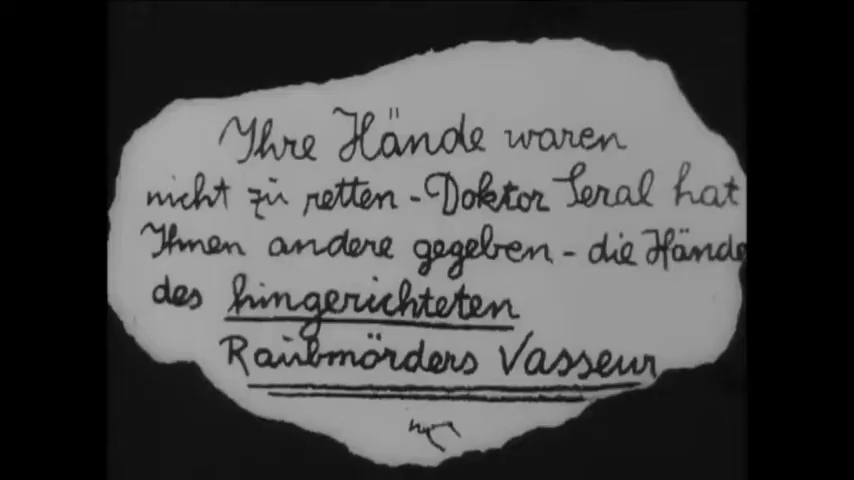 Ihre Hände waren
nicht zu retten - Doktor Seral hat
Ihnen andere gegeben - die Hände
des hingerichteten
Raubmörders Vasseur